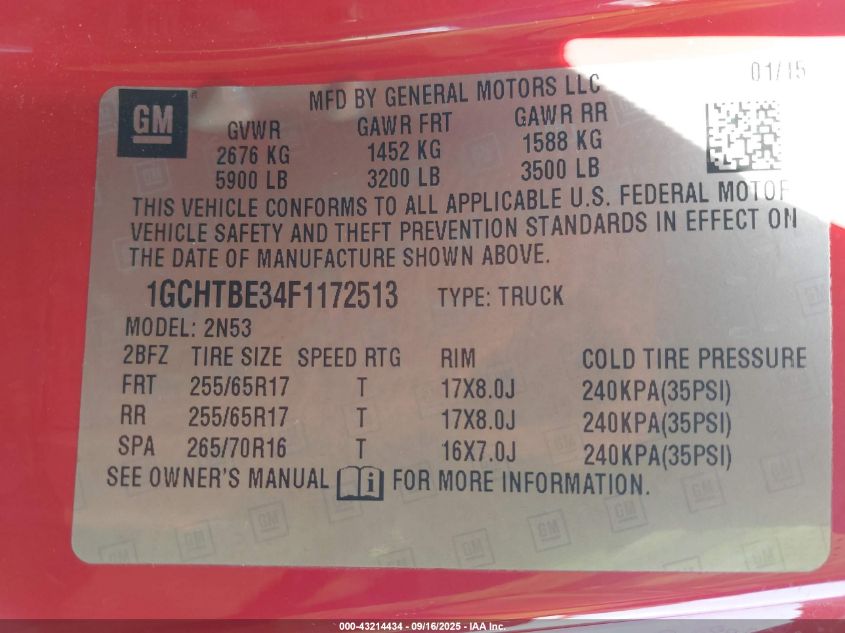 01/15
GM
MFD BY GENERAL MOTORS LLC
GVWR GAWR FRT GAWR RR
2676 KG 1452 KG 1588 KG
5900 LB 3200 LB 3500 LB
THIS VEHICLE CONFORMS TO ALL APPLICABLE U.S. FEDERAL MOTOR
VEHICLE SAFETY AND THEFT PREVENTION STANDARDS IN EFFECT ON
THE DATE OF MANUFACTURE SHOWN ABOVE.
1GCHTBE34F1172513 TYPE: TRUCK
MODEL: 2N53
2BFZ TIRE SIZE SPEED RTG RIM COLD TIRE PRESSURE
FRT 255/65R17 T 17X8.0J 240KPA(35PSI)
RR 255/65R17 T 17X8.0J 240KPA(35PSI)
SPA 265/70R16 T 16X7.0J 240KPA(35PSI)
SEE OWNER'S MANUAL i FOR MORE INFORMATION.
000-43214434 - 09/16/2025 - IAA Inc.